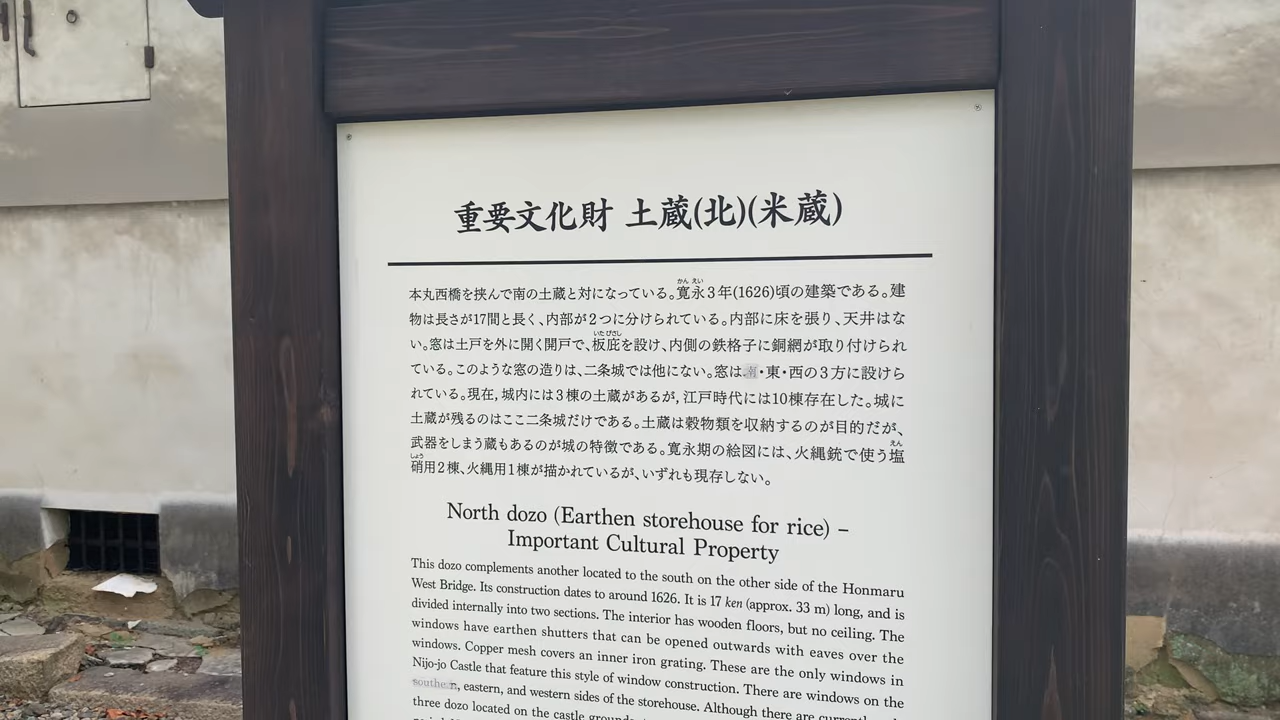 重要文化財 土蔵(北)(米蔵)
本丸西橋を挟んで南の土蔵と対になっている。寛永3年(1626)頃の建築である。建
かん えい
物は長さが17間と長く、内部が2つに分けられている。内部に床を張り、天井はな
い。窓は土戸を外に開く開戸で、板庇を設け、内側の鉄格子に銅網が取り付けられ
いた びさし
ている。このような窓の造りは、二条城では他にない。窓は・東・西の3方に設けら
れている。現在，城内には3棟の土蔵があるが，江戸時代には10棟存在した。城に
土蔵が残るのはここ二条城だけである。土蔵は穀物類を収納するのが目的だが、
武器をしまう蔵もあるのが城の特徴である。寛永期の絵図には、火縄銃で使う塩
えん
硝用2棟、火縄用1棟が描かれているが、いずれも現存しない。
しょう
North dozo (Earthen storehouse for rice) –
Important Cultural Property
This dozo complements another located to the south on the other side of the Honmaru
West Bridge. Its construction dates to around 1626. It is 17 ken (approx. 33 m) long, and is
divided internally into two sections. The interior has wooden floors, but no ceiling. The
windows have earthen shutters that can be opened outwards with eaves over the
windows. Copper mesh covers an inner iron grating. These are the only windows in
Nijo-jo Castle that feature this style of window construction. There are windows on the
eastern, and western sides of the storehouse. Although there are
three dozo located on the castle